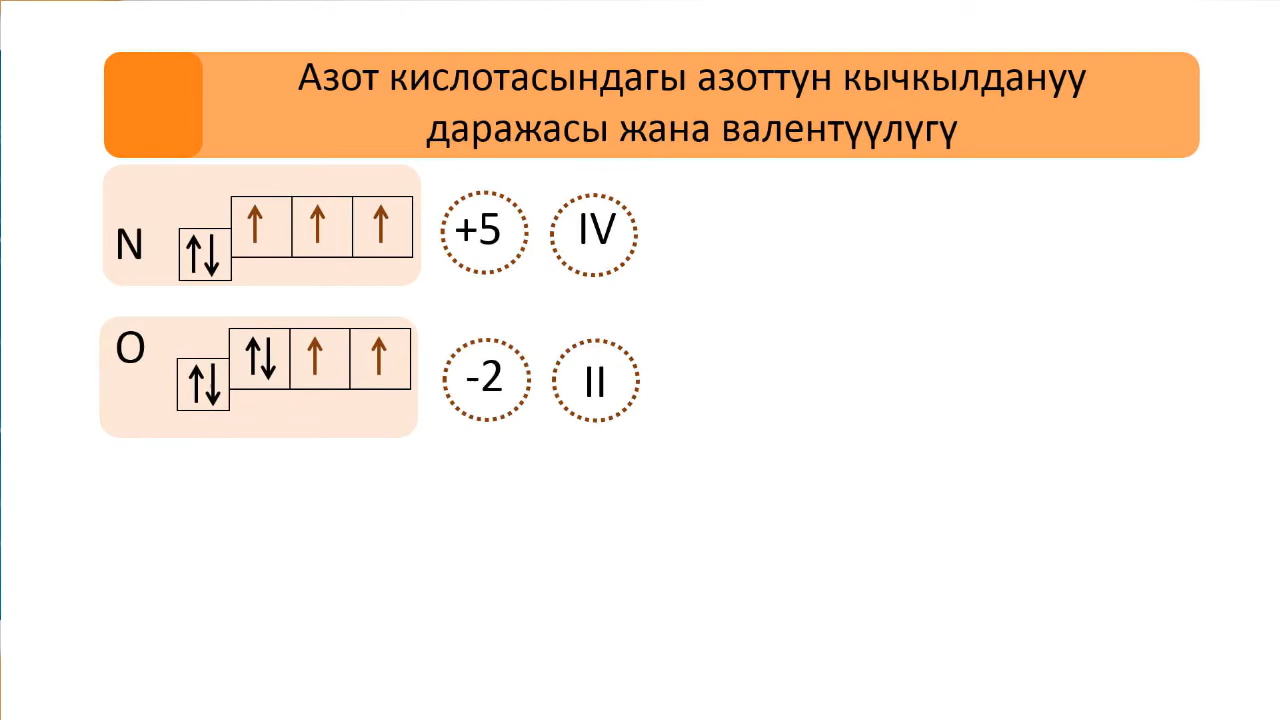 Азот кислотасындагы азоттун кычкылдануу
даражасы жана валентүүлүгү
N
+5
IV
O
-2
II